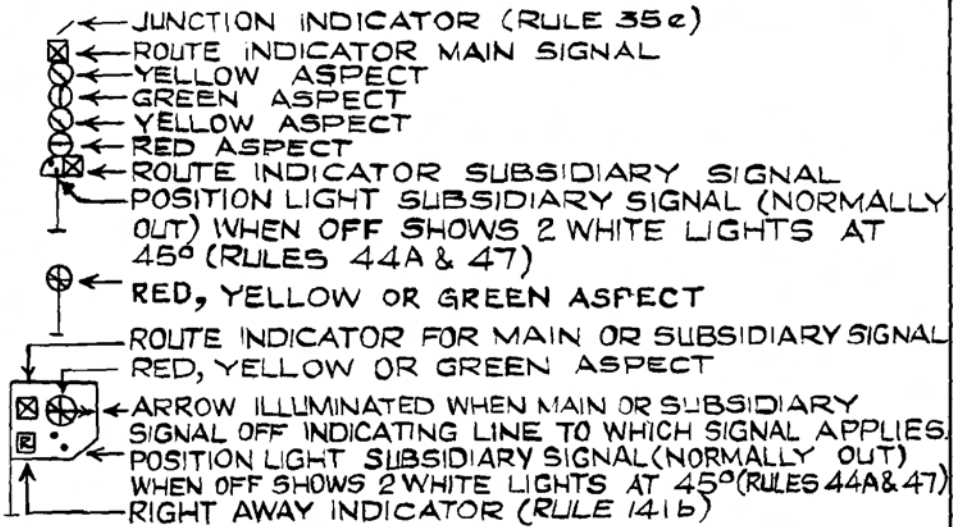 JUNCTION INDICATOR (RULE 35e)
ROUTE INDICATOR MAIN SIGNAL
YELLOW ASPECT
GREEN ASPECT
YELLOW ASPECT
RED ASPECT
ROUTE INDICATOR SUBSIDIARY SIGNAL
POSITION LIGHT SUBSIDIARY SIGNAL (NORMALLY
OUT) WHEN OFF SHOWS 2 WHITE LIGHTS AT
45º (RULES 44A & 47)
RED, YELLOW OR GREEN ASPECT
ROUTE INDICATOR FOR MAIN OR SUBSIDIARY SIGNAL
RED, YELLOW OR GREEN ASPECT
ARROW ILLUMINATED WHEN MAIN OR SUBSIDIARY
SIGNAL OFF INDICATING LINE TO WHICH SIGNAL APPLIES.
R
POSITION LIGHT SUBSIDIARY SIGNAL (NORMALLY OUT)
WHEN OFF SHOWS 2 WHITE LIGHTS AT 45º (RULES 44A & 47)
RIGHT AWAY INDICATOR (RULE 141b)